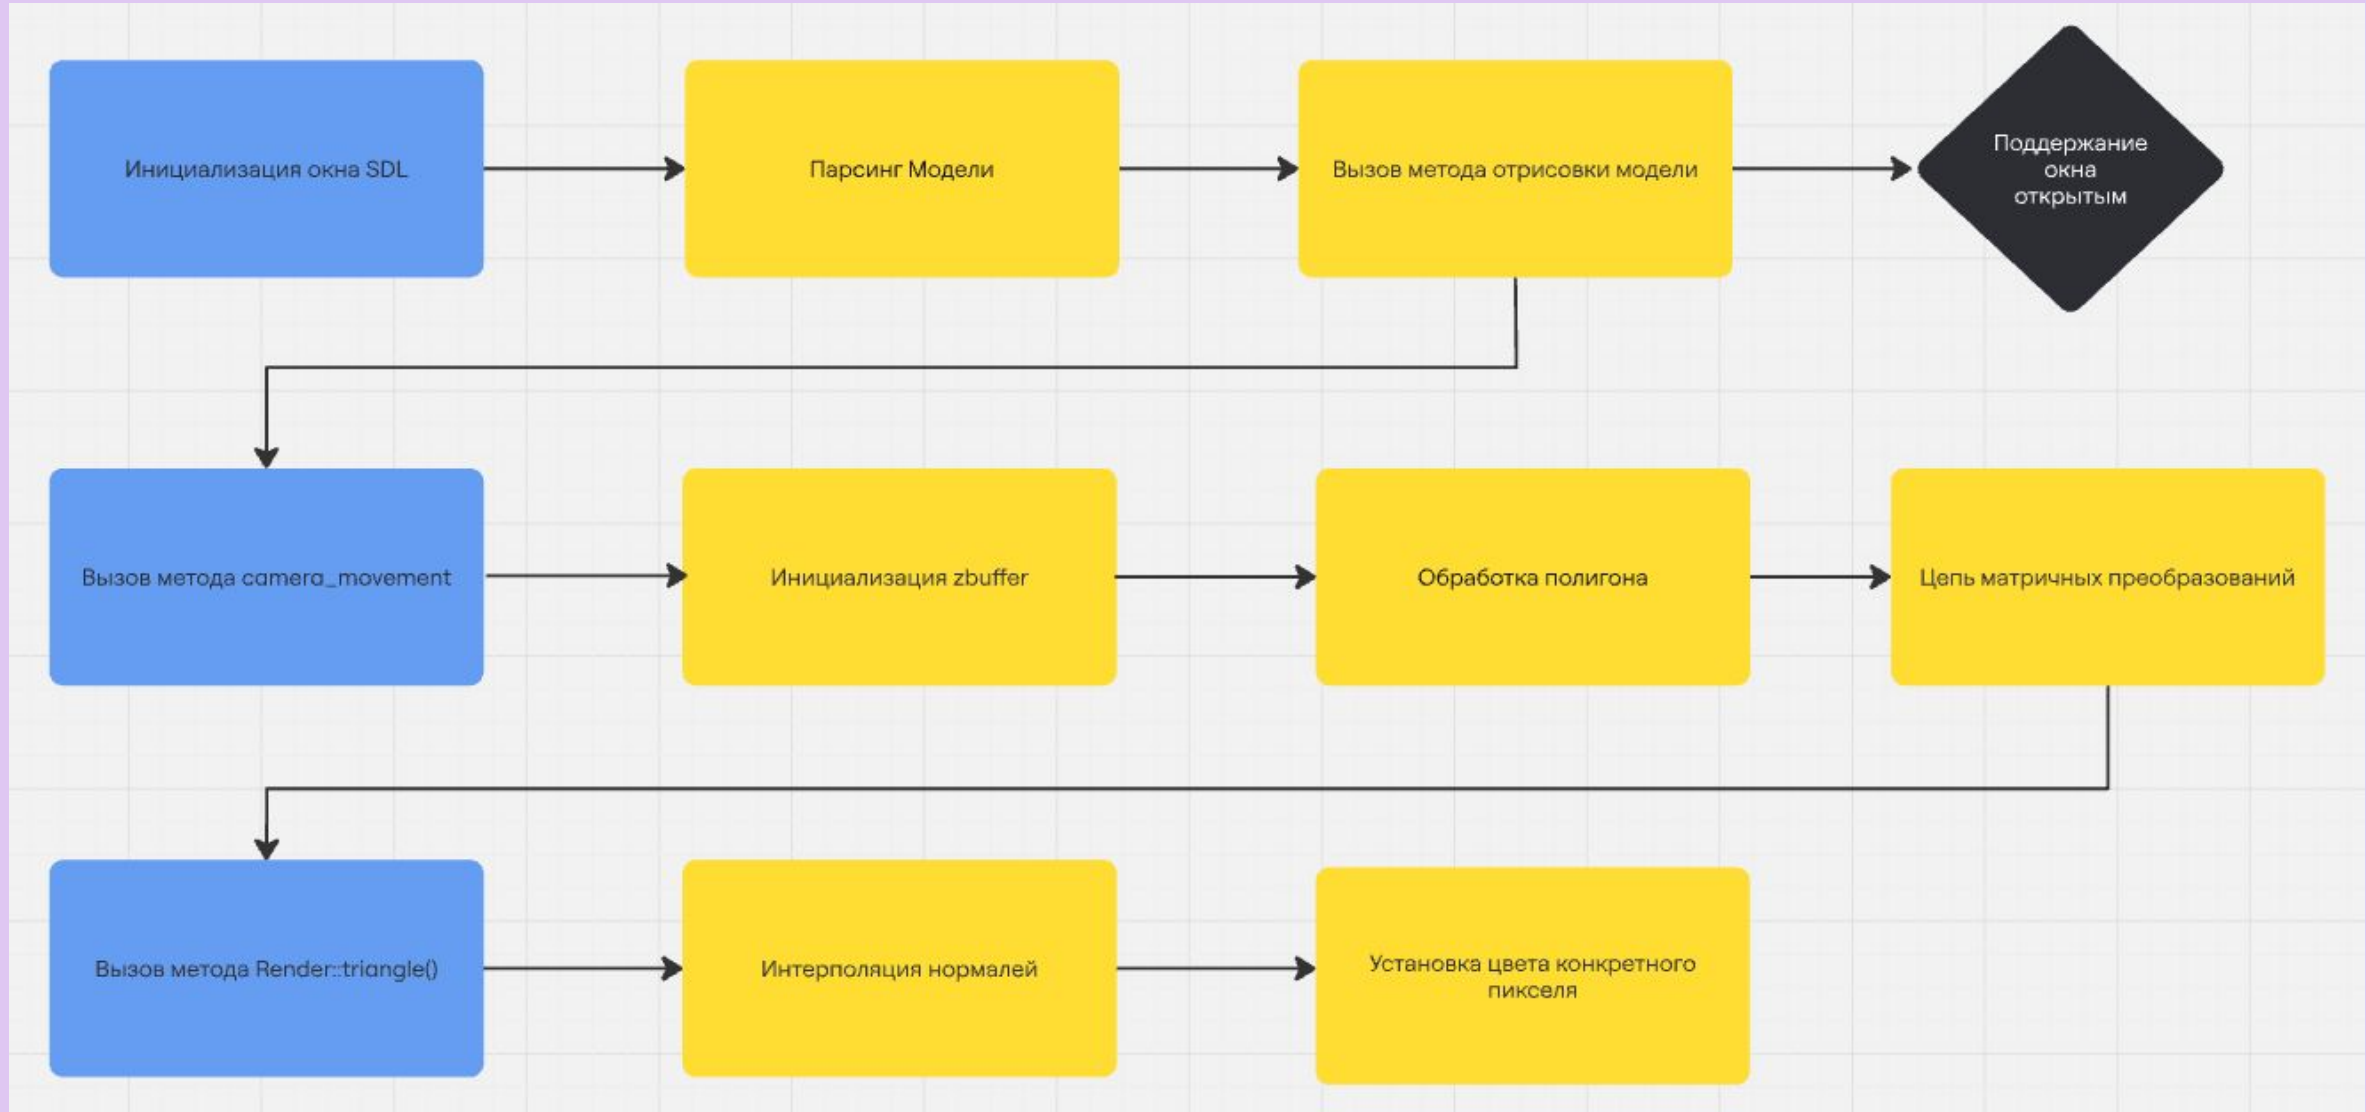 Инициализация окна SDL
Парсинг Модели
Вызов метода отрисовки модели
Поддержание
окна
открытым
Вызов метода camera_movement
Инициализация zbuffer
Обработка полигона
Цепь матричных преобразований
Вызов метода Render::triangle()
Интерполяция нормалей
Установка цвета конкретного
пикселя